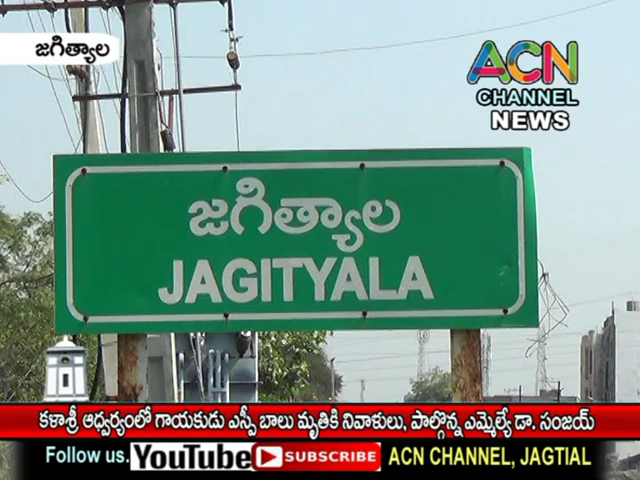 జగిత్యాల
ACN
CHANNEL
NEWS
జగిత్యాల
JAGITYALA
కళాశ్రీ ఆధ్వర్యంలో గాయకుడు ఎస్పీ బాలు మృతికి నివాళులు, పాల్గొన్న ఎమ్మెల్యే డా. సంజయ్
Follow us. YouTube SUBSCRIBE ACN CHANNEL, JAGTIAL